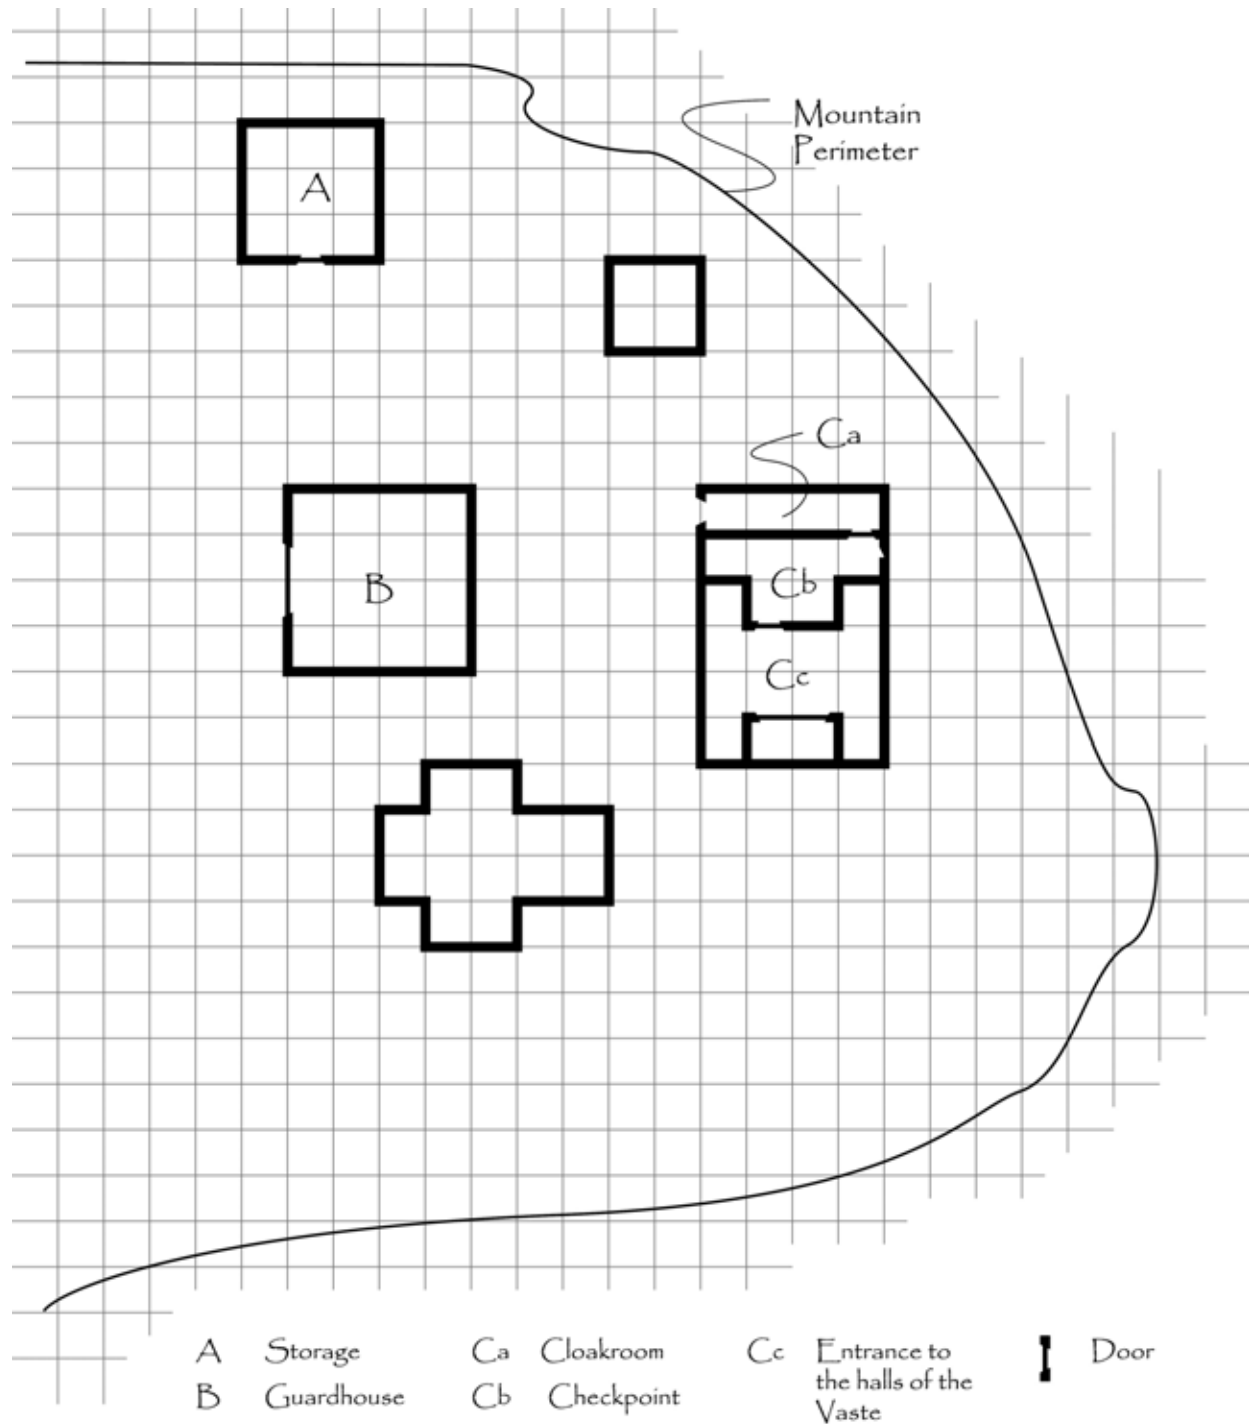 Mountain
Perimeter
A
Ca
B
Cb
Cc
A Storage
B Guardhouse
Ca Cloakroom
Cb Checkpoint
Cc Entrance to
the halls of the
Vaste
Door